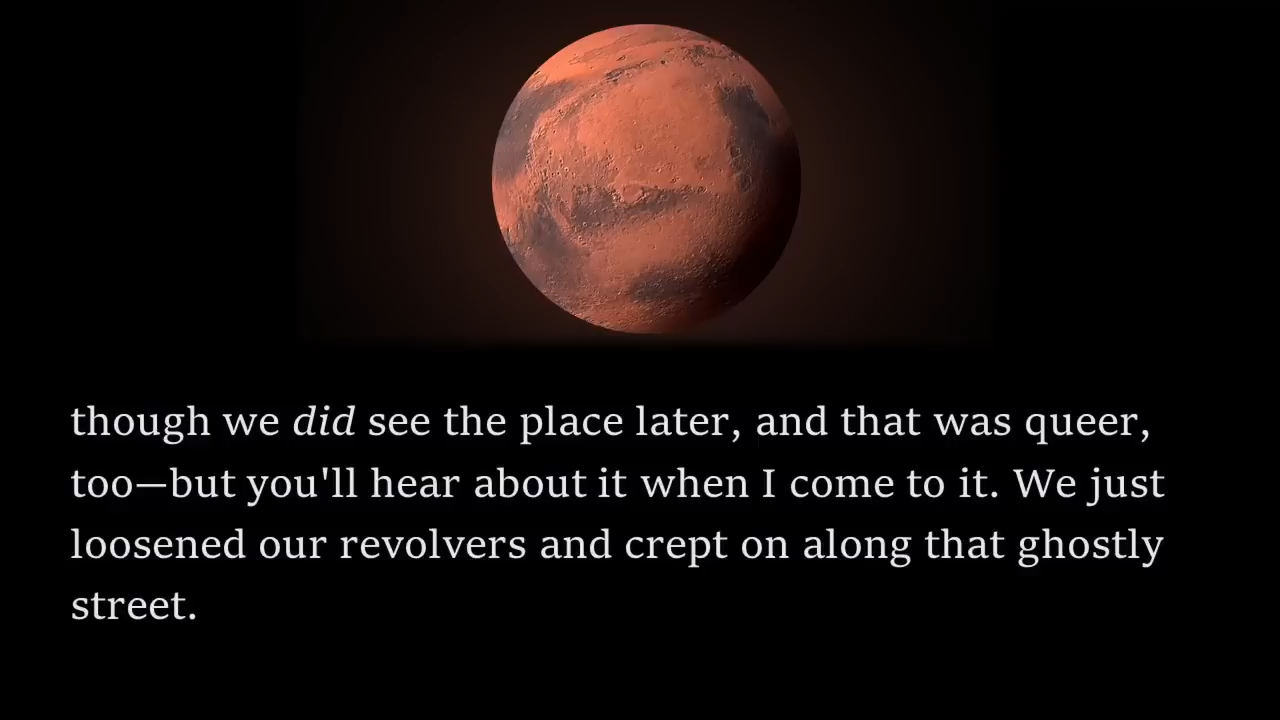 though we did see the place later, and that was queer,
too—but you'll hear about it when I come to it. We just
loosened our revolvers and crept on along that ghostly
street.